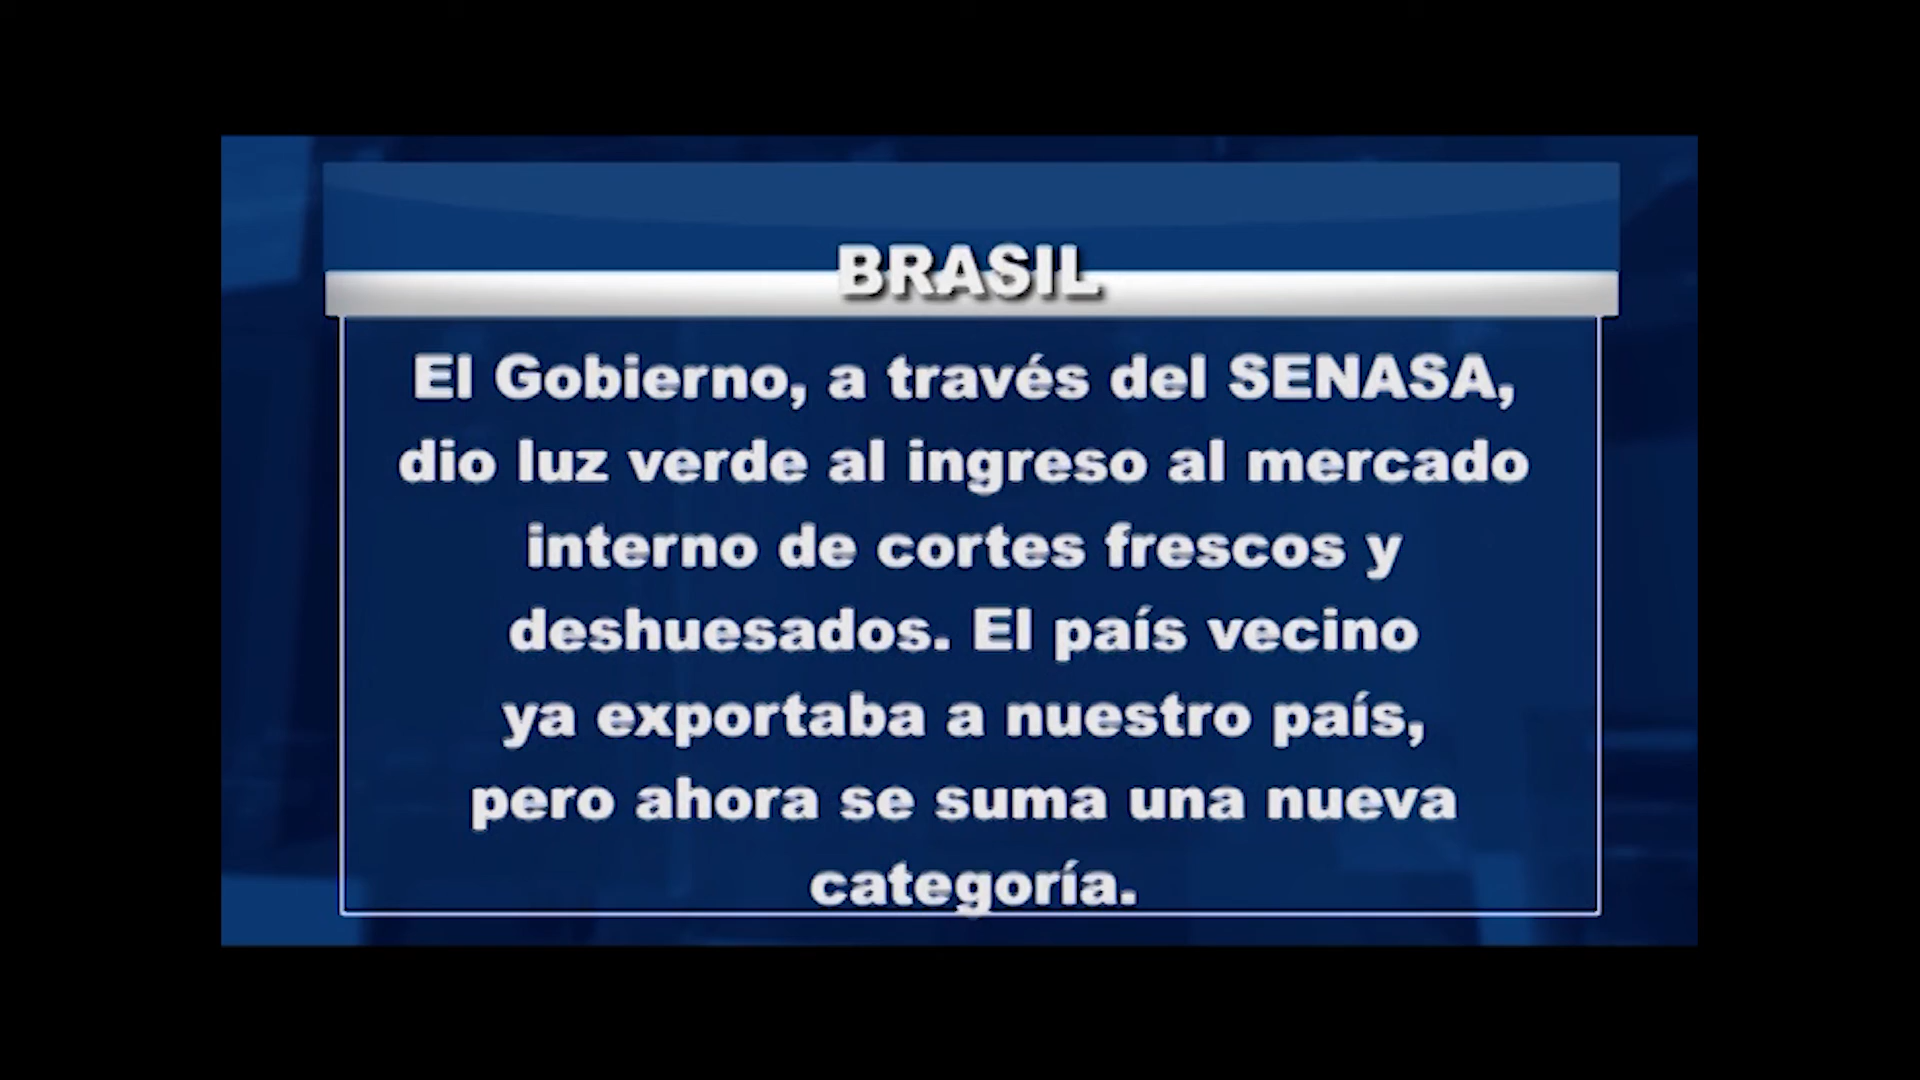 BRASIL
El Gobierno, a través del SENASA,
dio luz verde al ingreso al mercado
interno de cortes frescos y
deshuesados. El país vecino
ya exportaba a nuestro país,
pero ahora se suma una nueva
categoría.